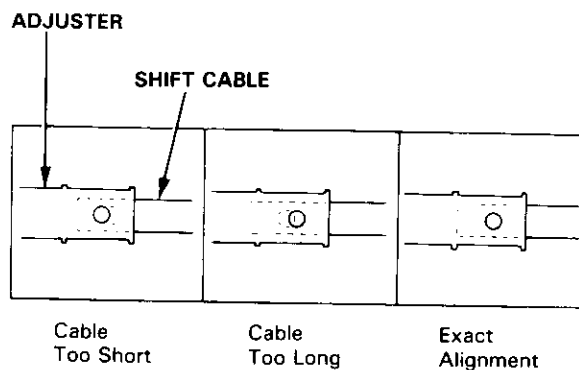 ADJUSTER
SHIFT CABLE
Cable
Too Short
Cable
Too Long
Exact
Alignment